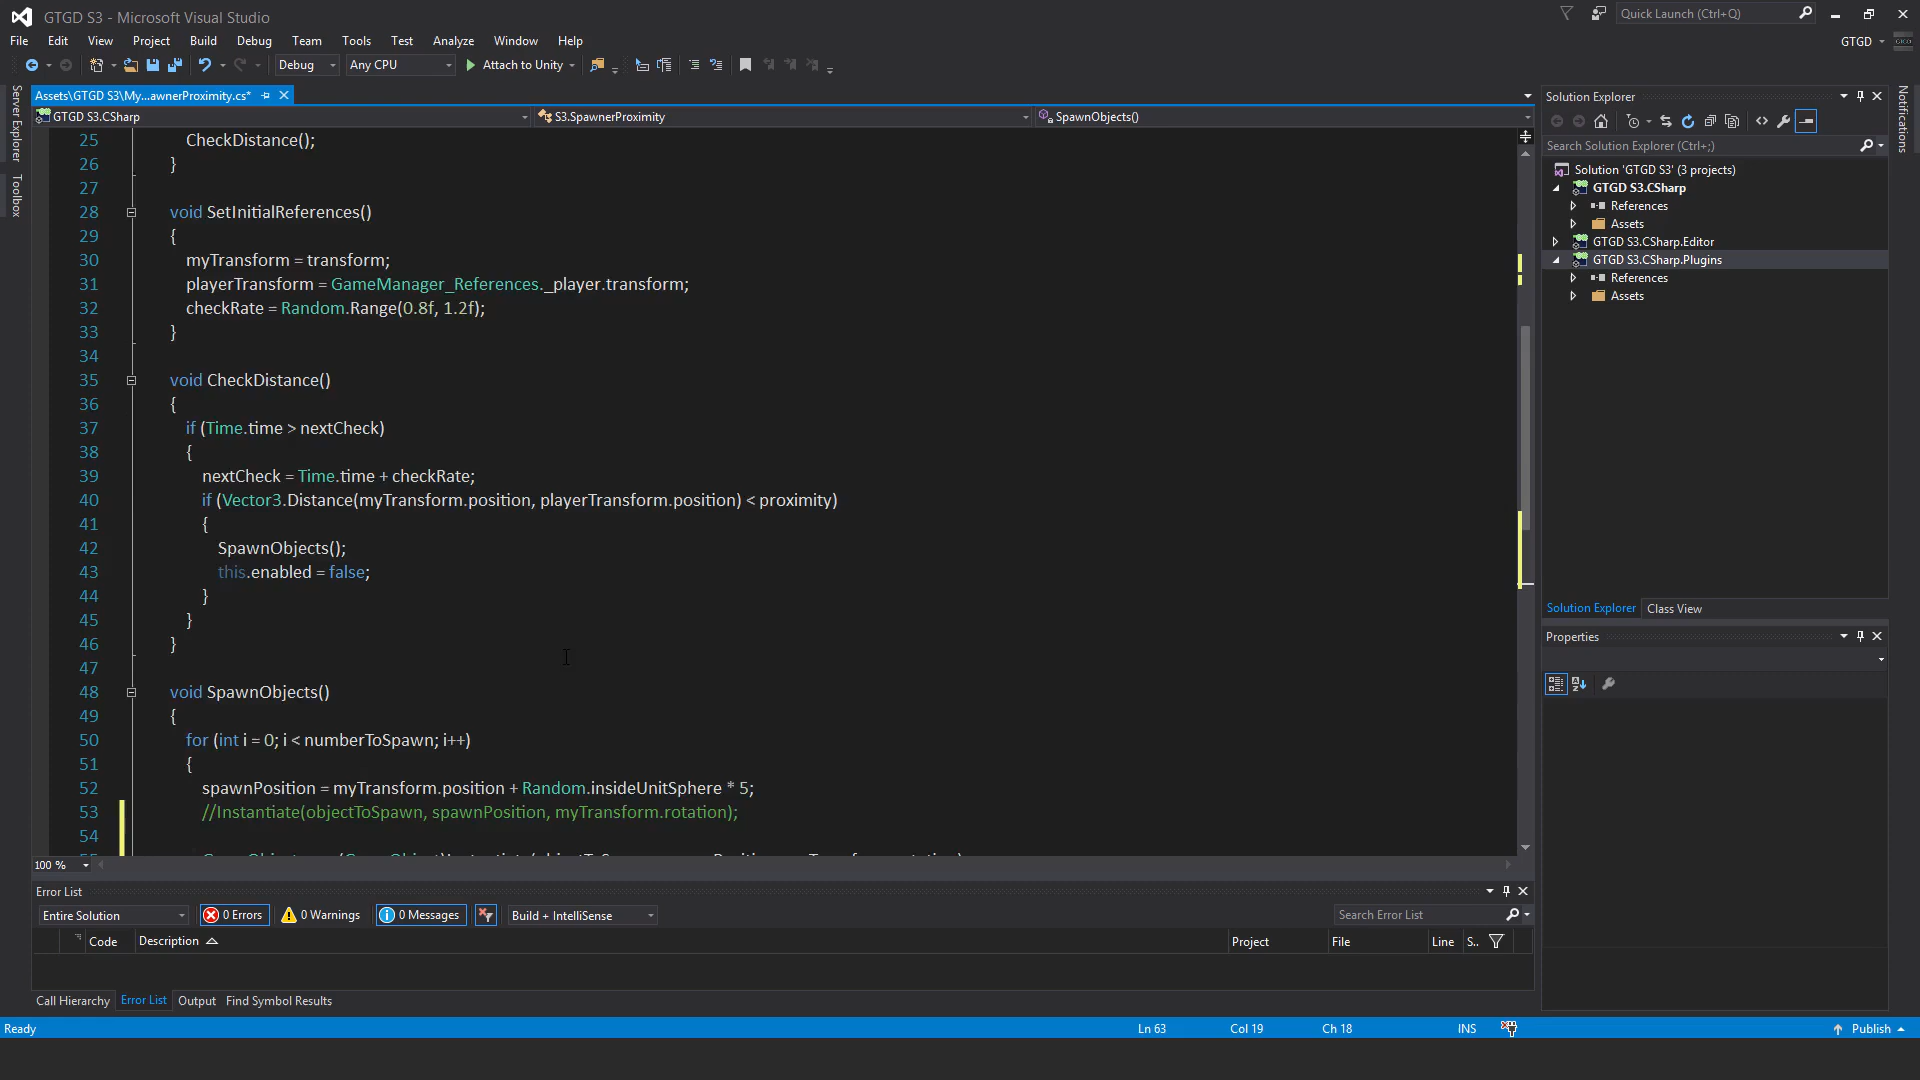 GTGD S3 - Microsoft Visual Studio
Quick Launch (Ctrl+Q)
File Edit View Project Build Debug Team Tools Test Analyze Window Help
GTGD
Debug Any CPU Attach to Unity
Server Explorer
Toolbox
Notifications
Assets\GTGD S3\My...awnerProximity.cs*
GTGD S3.CSharp S3.SpawnerProximity SpawnObjects()
25 CheckDistance();
26 }
27
28 void SetInitialReferences()
29 {
30 myTransform = transform;
31 playerTransform = GameManager_References._player.transform;
32 checkRate = Random.Range(0.8f, 1.2f);
33 }
34
35 void CheckDistance()
36 {
37 if (Time.time > nextCheck)
38 {
39 nextCheck = Time.time + checkRate;
40 if (Vector3.Distance(myTransform.position, playerTransform.position) < proximity)
41 {
42 SpawnObjects();
43 this.enabled = false;
44 }
45 }
46 }
47
48 void SpawnObjects()
49 {
50 for (int i = 0; i < numberToSpawn; i++)
51 {
52 spawnPosition = myTransform.position + Random.insideUnitSphere * 5;
53 //Instantiate(objectToSpawn, spawnPosition, myTransform.rotation);
54
100 %
Solution Explorer
Search Solution Explorer (Ctrl+;)
Solution 'GTGD S3' (3 projects)
GTGD S3.CSharp
References
Assets
GTGD S3.CSharp.Editor
GTGD S3.CSharp.Plugins
References
Assets
Solution Explorer Class View
Properties
Error List
Entire Solution 0 Errors 0 Warnings 0 Messages Build + IntelliSense Search Error List
Code Description Project File Line S..
Call Hierarchy Error List Output Find Symbol Results
Ready Ln 63 Col 19 Ch 18 INS Publish